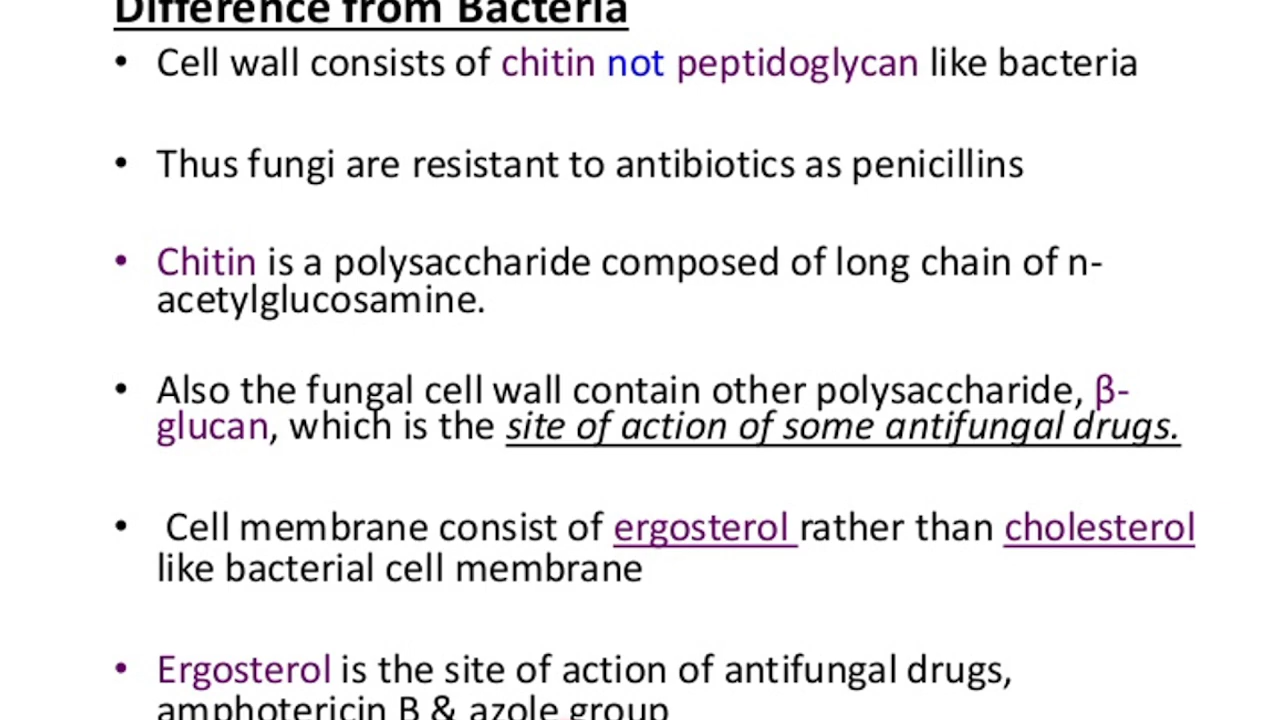 Difference from Bacteria
• Cell wall consists of chitin not peptidoglycan like bacteria
• Thus fungi are resistant to antibiotics as penicillins
• Chitin is a polysaccharide composed of long chain of n-
acetylglucosamine.
• Also the fungal cell wall contain other polysaccharide, β-
glucan, which is the site of action of some antifungal drugs.
• Cell membrane consist of ergosterol rather than cholesterol
like bacterial cell membrane
• Ergosterol is the site of action of antifungal drugs,
amphotericin B & azole group